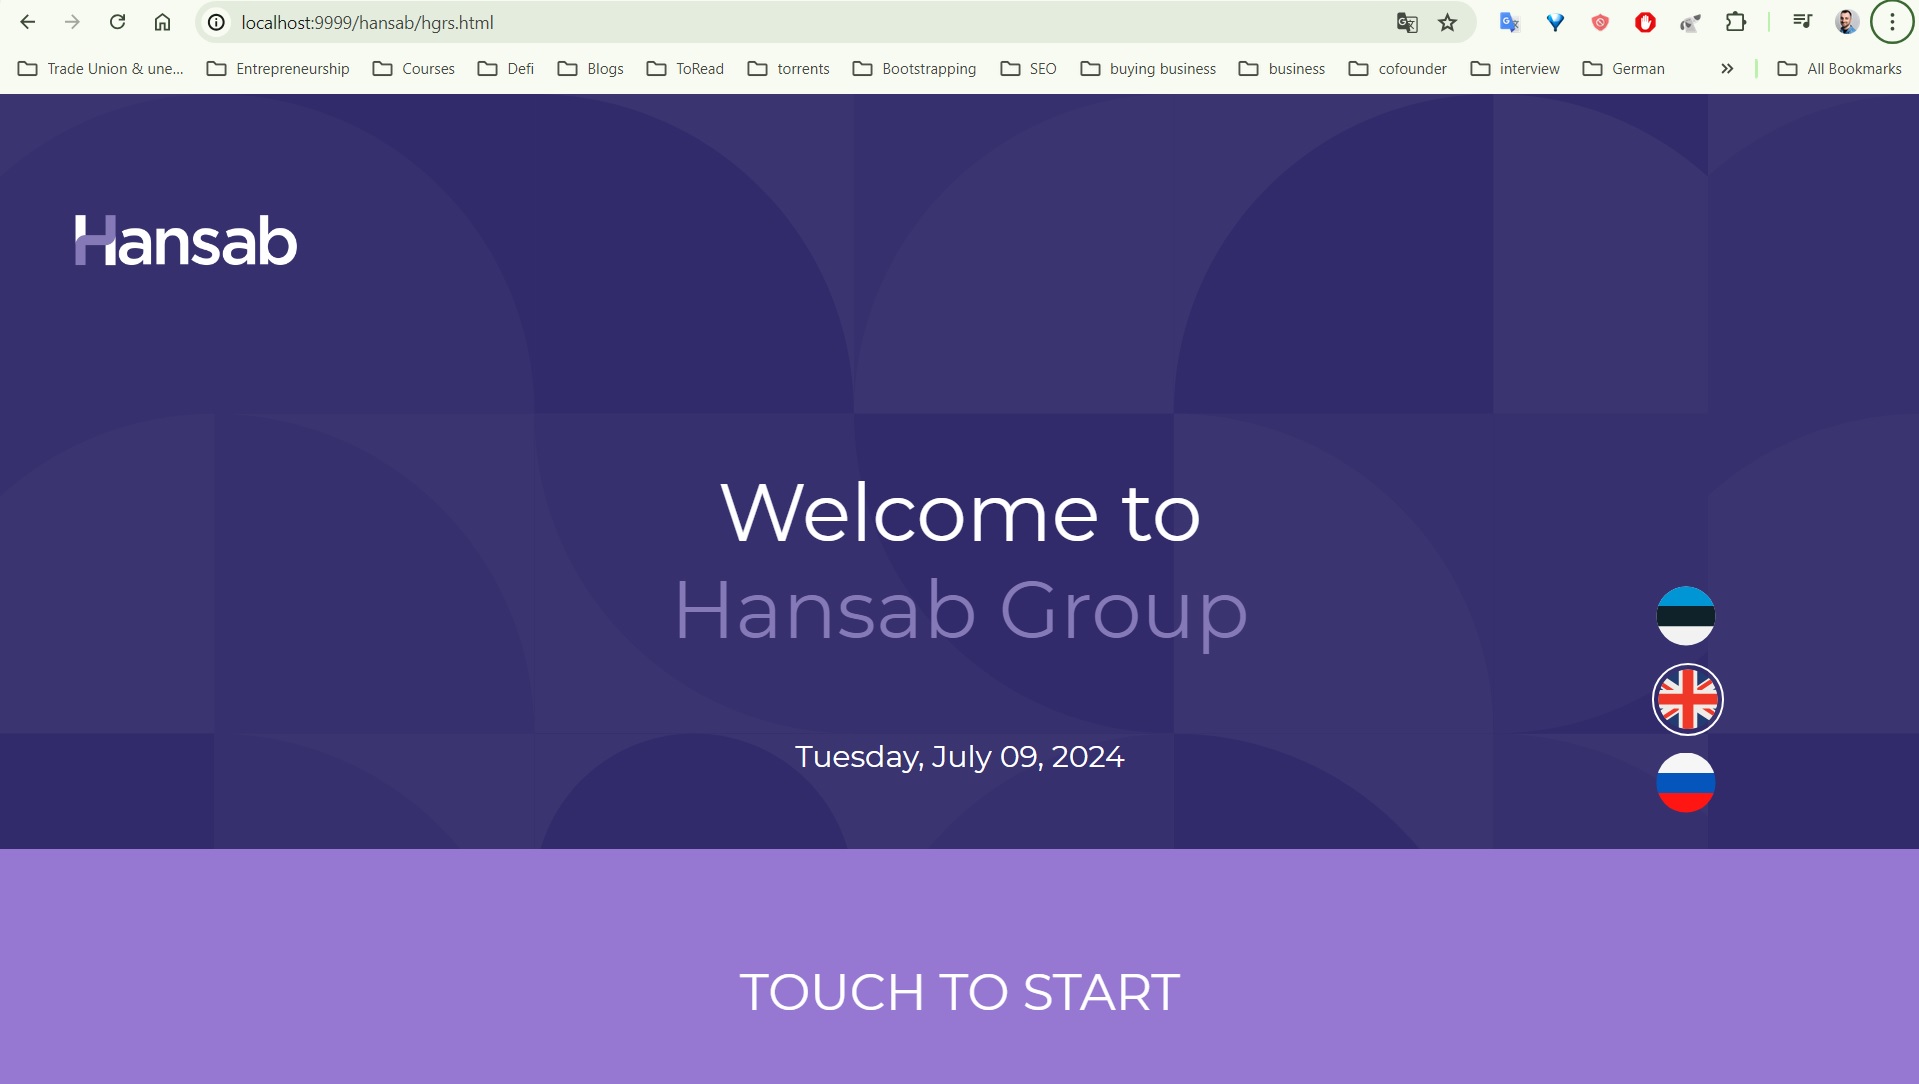 localhost:9999/hansab/hgrs.html
Trade Union & une... Entrepreneurship Courses Defi Blogs ToRead torrents Bootstrapping SEO buying business business cofounder interview German » All Bookmarks
Hansab
Welcome to
Hansab Group
Tuesday, July 09, 2024
TOUCH TO START